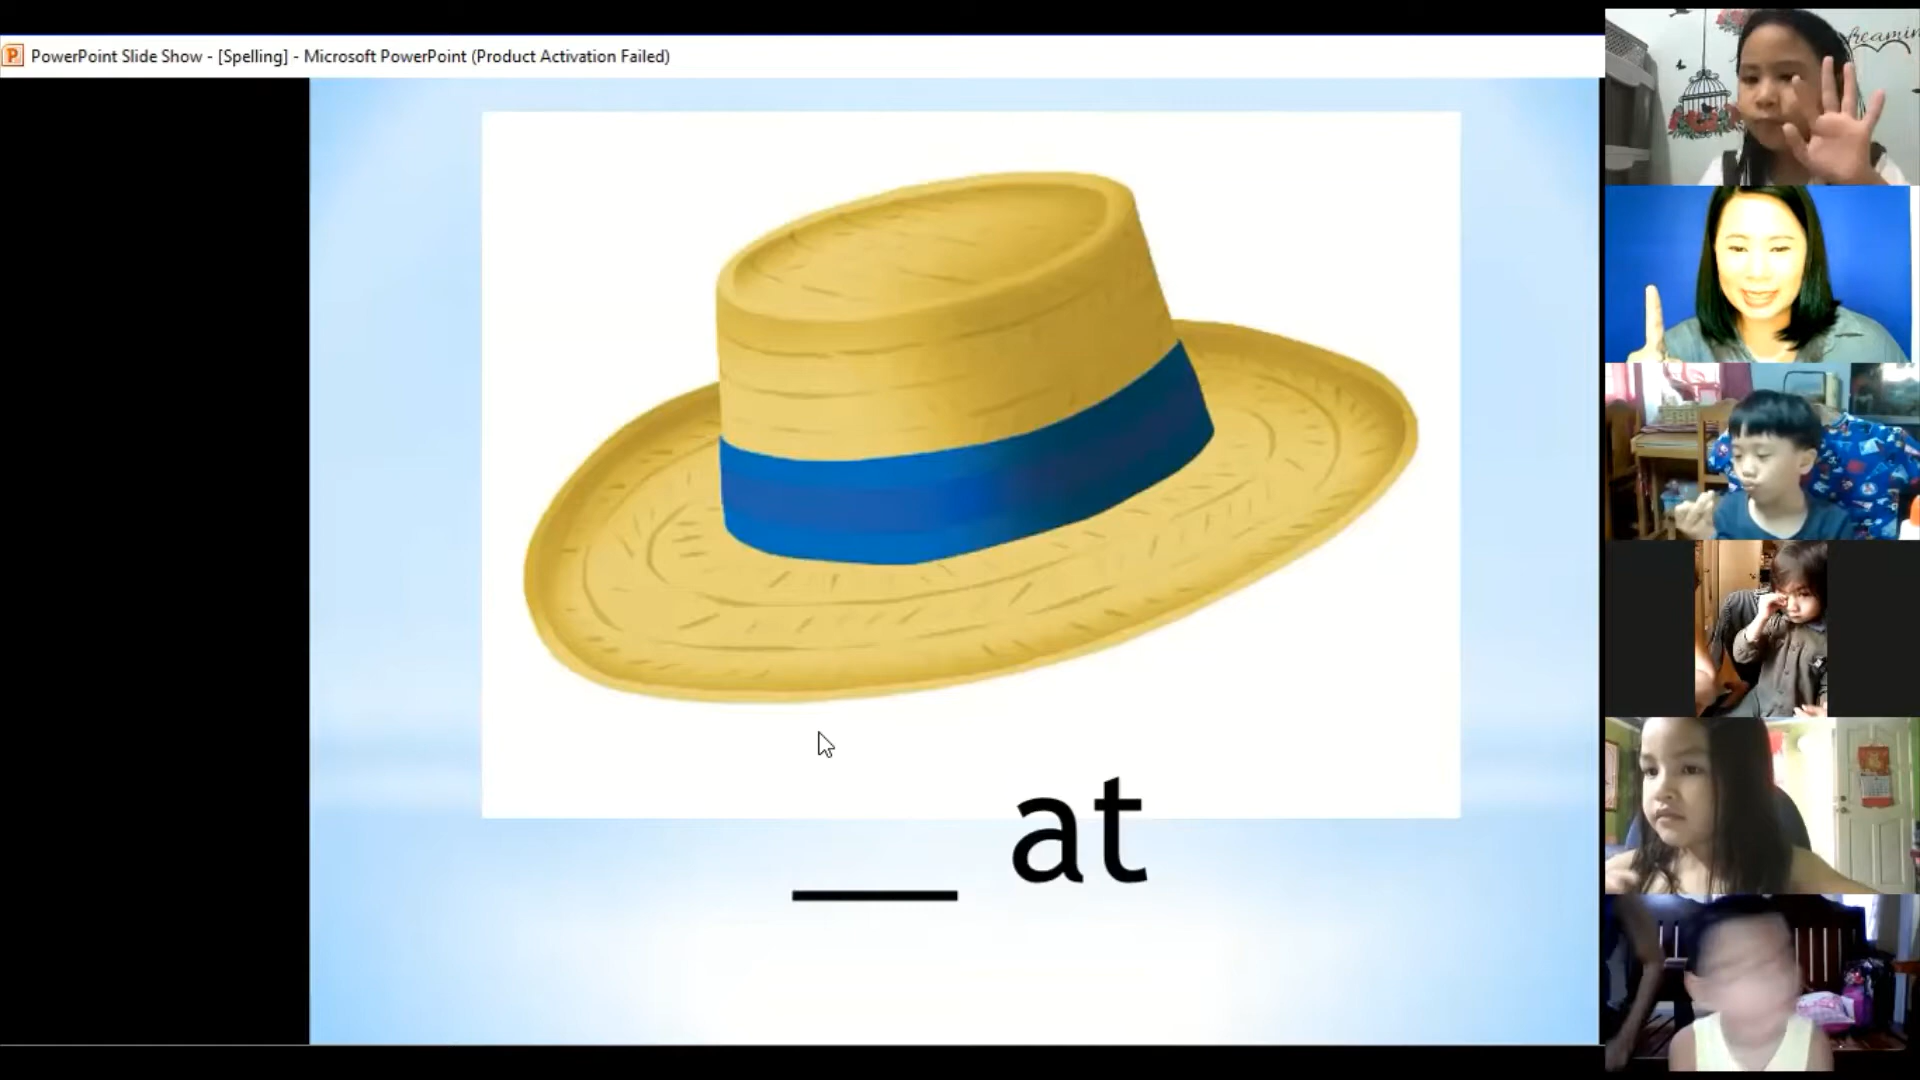 PowerPoint Slide Show - [Spelling] - Microsoft PowerPoint (Product Activation Failed)
__ at